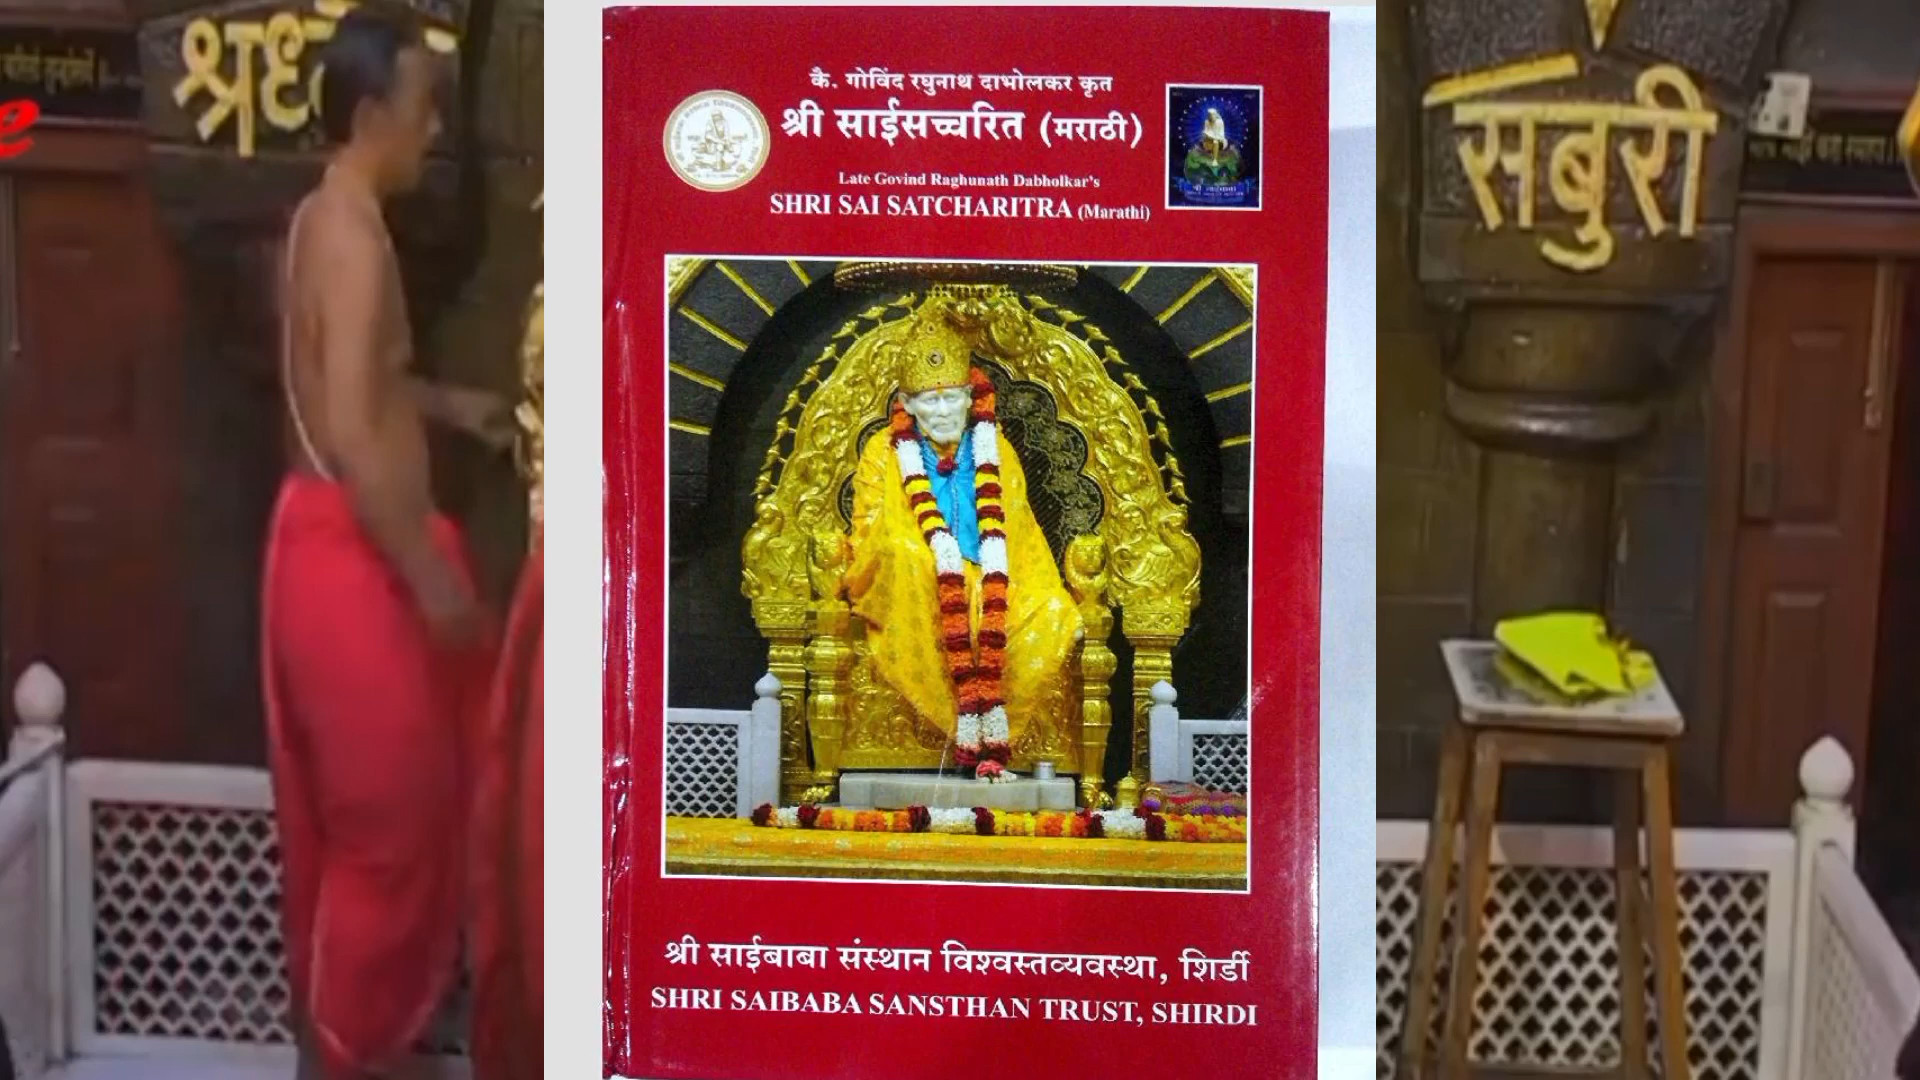 श्रध
कै. गोविंद रघुनाथ दाभोलकर कृत
श्री साईसच्चरित (मराठी)
Late Govind Raghunath Dabholkar's
SHRI SAI SATCHARITRA (Marathi)
श्री साईबाबा संस्थान विश्वस्तव्यवस्था, शिर्डी
SHRI SAIBABA SANSTHAN TRUST, SHIRDI
सबुरी